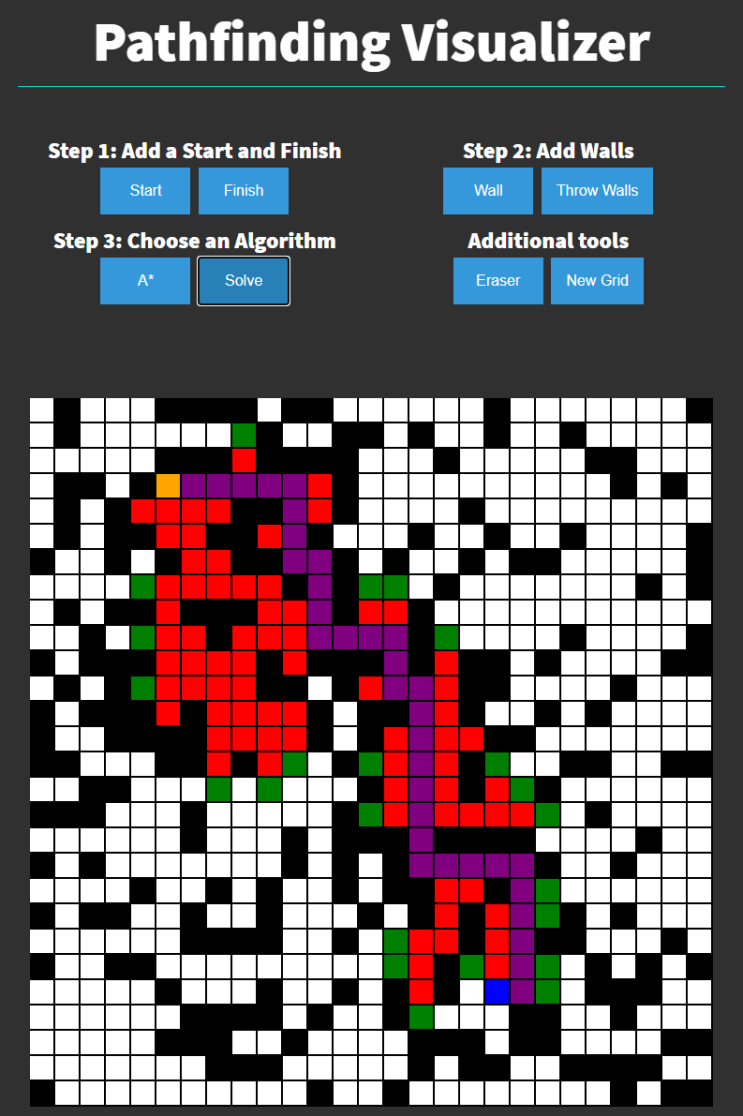 Pathfinding Visualizer
Step 1: Add a Start and Finish
Start Finish
Step 2: Add Walls
Wall Throw Walls
Step 3: Choose an Algorithm
A* Solve
Additional tools
Eraser New Grid